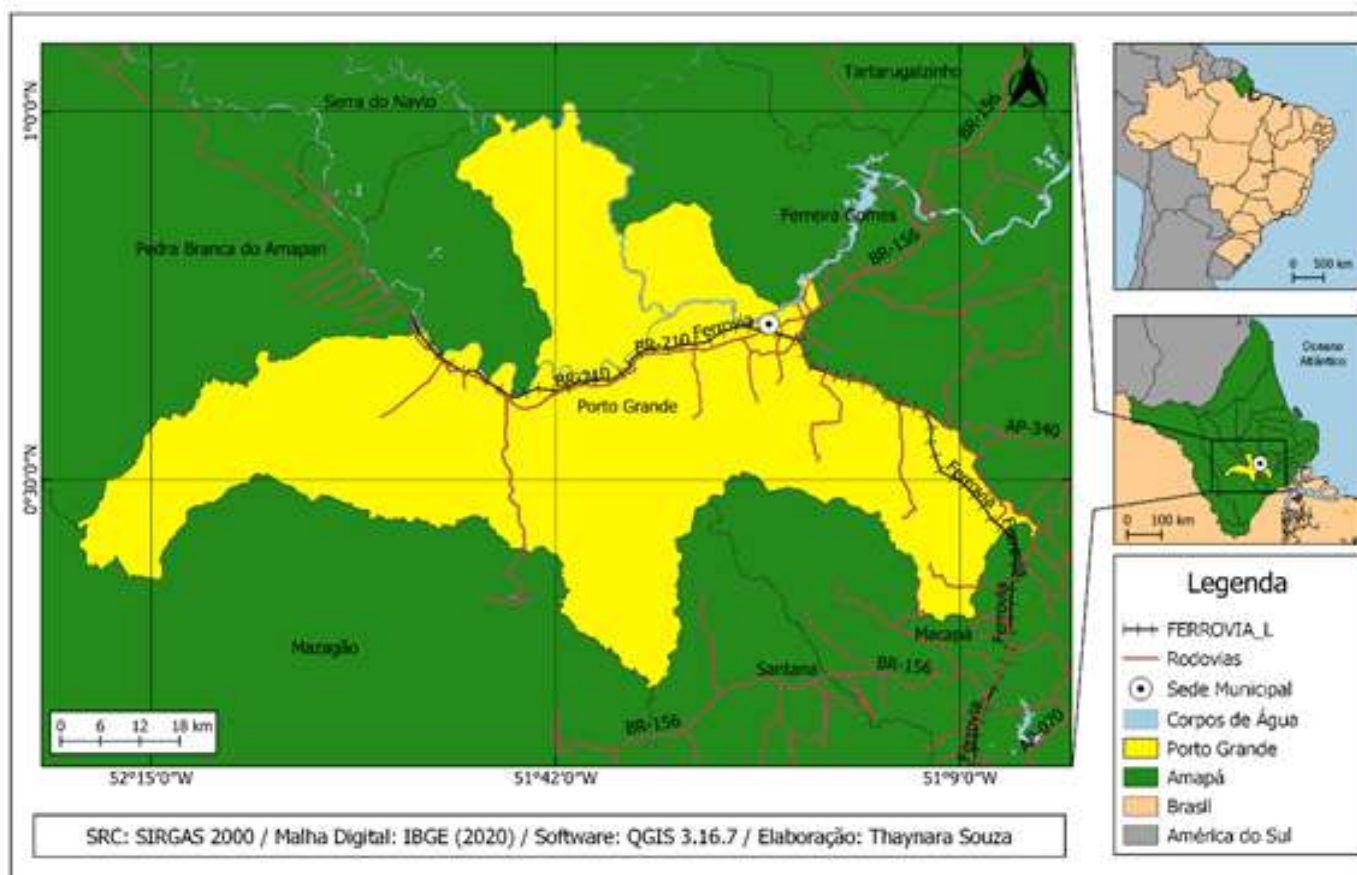 Serra do Navio
Tartarugalzinho
BR-156
Pedra Branca do Amapari
Ferreira Gomes
BR-156
Ferrovia
BR-210
BR-210
Porto Grande
AP-340
Ferrovia
Ferrovia
Mazagão
Macapá
Santana
BR-156
BR-156
Ferrovia
AP-070
1°0'0"N
0°30'0"N
0 6 12 18 km
52°15'0"W
51°42'0"W
51°9'0"W
SRC: SIRGAS 2000 / Malha Digital: IBGE (2020) / Software: QGIS 3.16.7 / Elaboração: Thaynara Souza
0 500 km
Oceano
Atlântico
0 100 km
Legenda
FERROVIA_L
Rodovias
Sede Municipal
Corpos de Água
Porto Grande
Amapá
Brasil
América do Sul